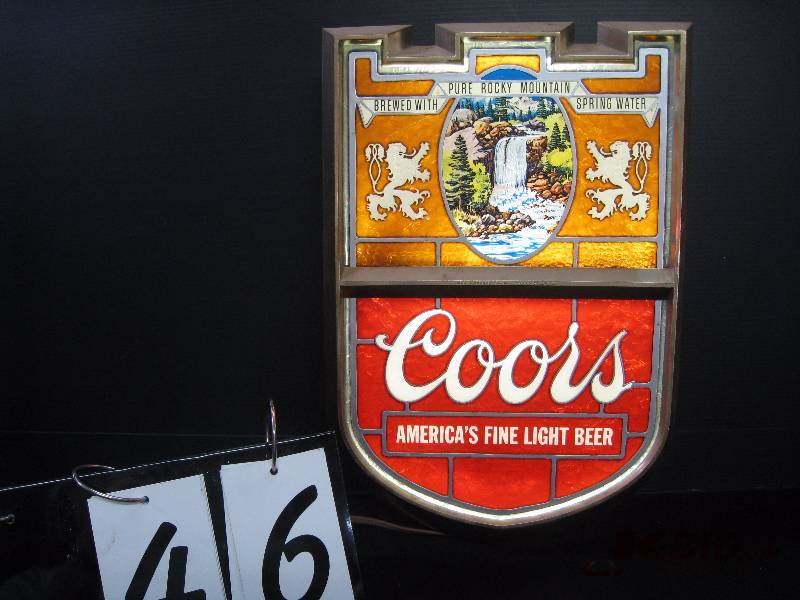 PURE ROCKY MOUNTAIN
BREWED WITH
SPRING WATER
Coors
AMERICA'S FINE LIGHT BEER
46